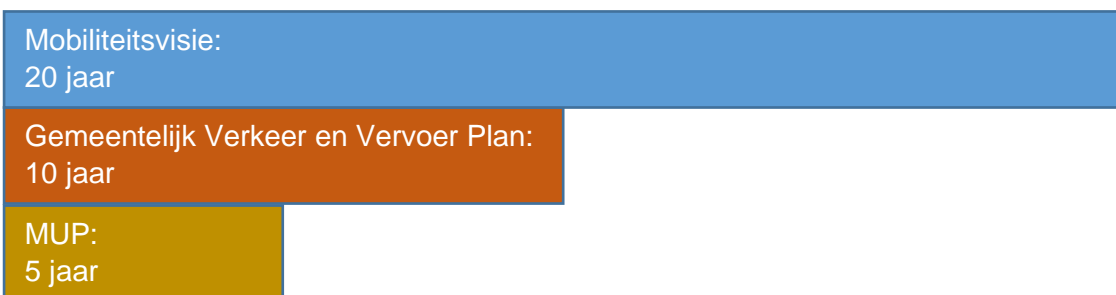 Mobiliteitsvisie:
20 jaar
Gemeentelijk Verkeer en Vervoer Plan:
10 jaar
MUP:
5 jaar